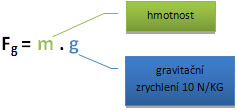 hmotnost
Fg = m . g
gravitační
zrychlení 10 N/KG